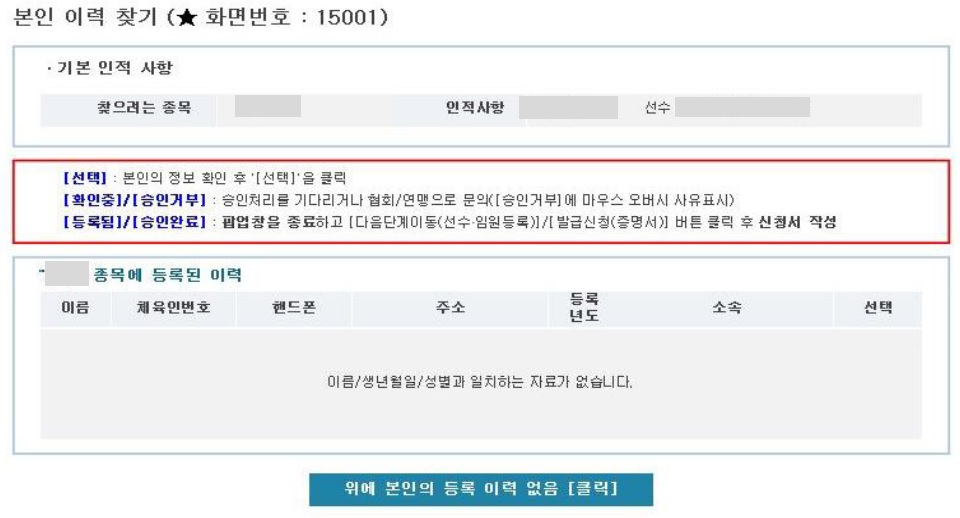 본인 이력 찾기 (★ 화면번호 : 15001)
· 기본 인적 사항
찾으려는 종목 인적사항 선수
[선택] : 본인의 정보 확인 후 '[선택]'을 클릭
[확인중]/[승인거부] : 승인처리를 기다리거나 협회/연맹으로 문의([승인거부]에 마우스 오버시 사유표시)
[등록됨]/[승인완료] : 팝업창을 종료하고 [다음단계이동(선수·임원등록)]/[발급신청(증명서)] 버튼 클릭 후 신청서 작성
" 종목에 등록된 이력
이름 체육인번호 핸드폰 주소 등록년도 소속 선택
이름/생년월일/성별과 일치하는 자료가 없습니다.
위에 본인의 등록 이력 없음 [클릭]